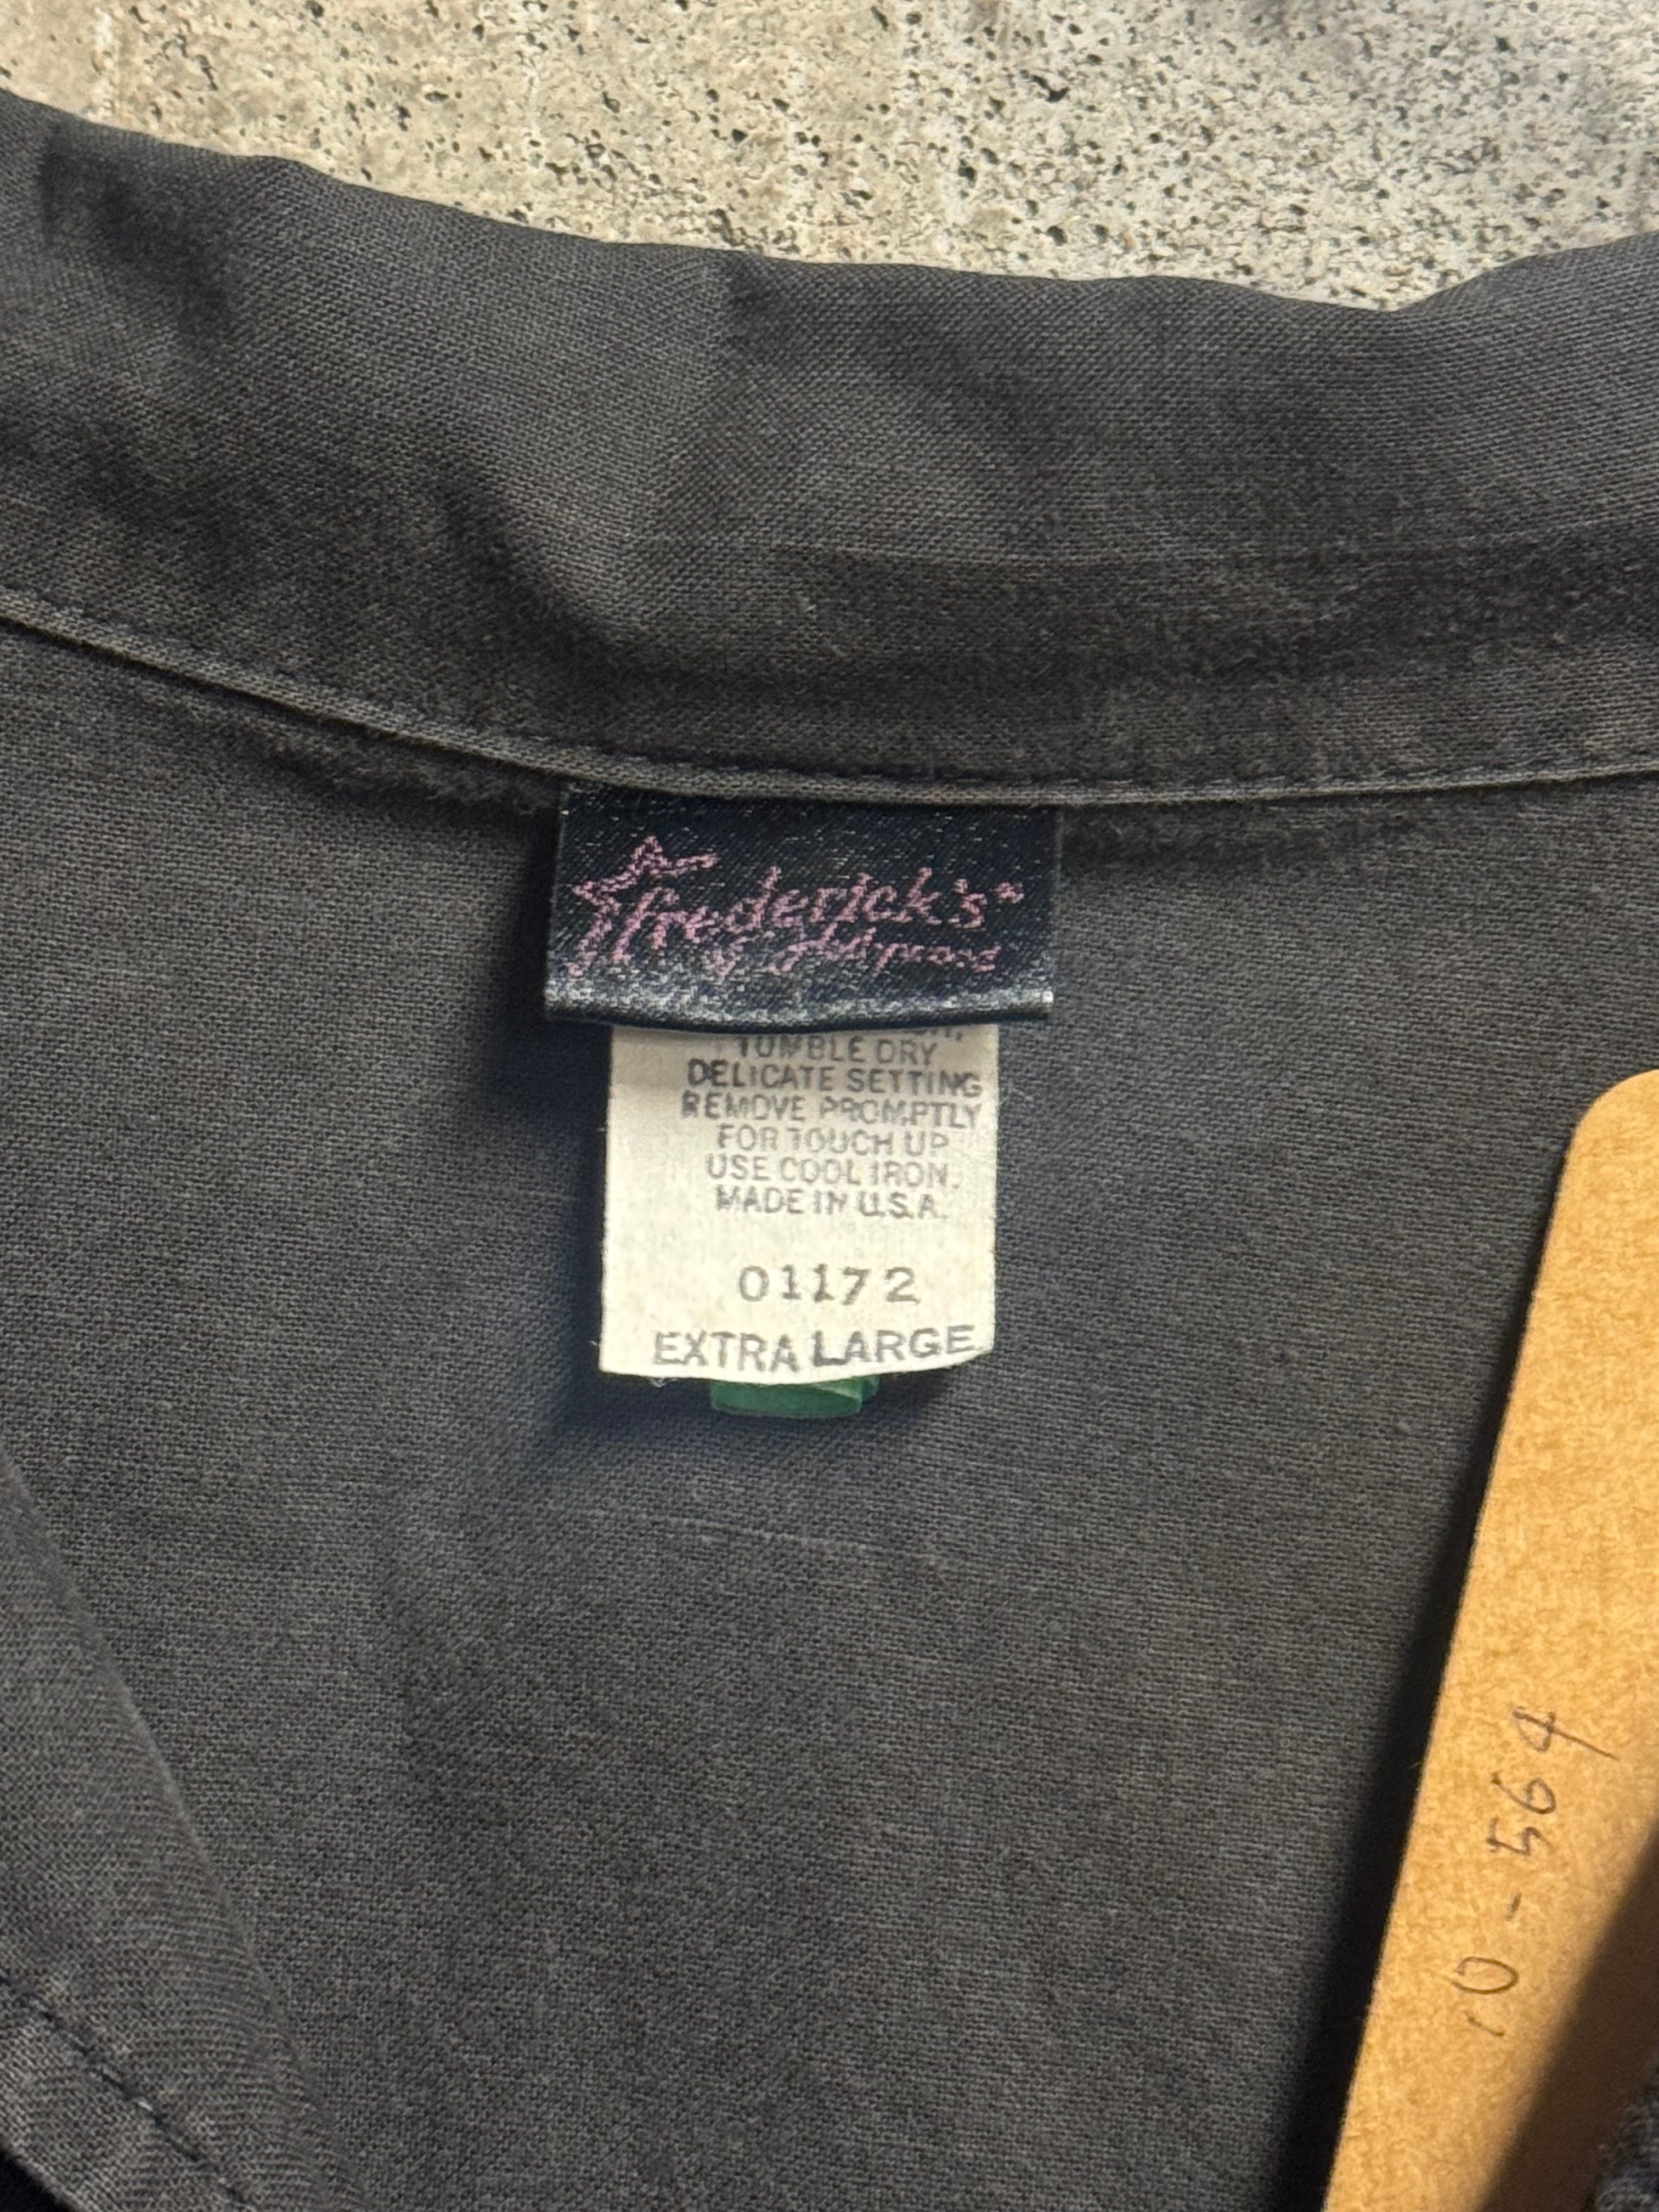 Frederick's®
of Hollywood
TUMBLE DRY
DELICATE SETTING
REMOVE PROMPTLY
FOR TOUCH UP
USE COOL IRON.
MADE IN U.S.A.
01172
EXTRA LARGE
10-564